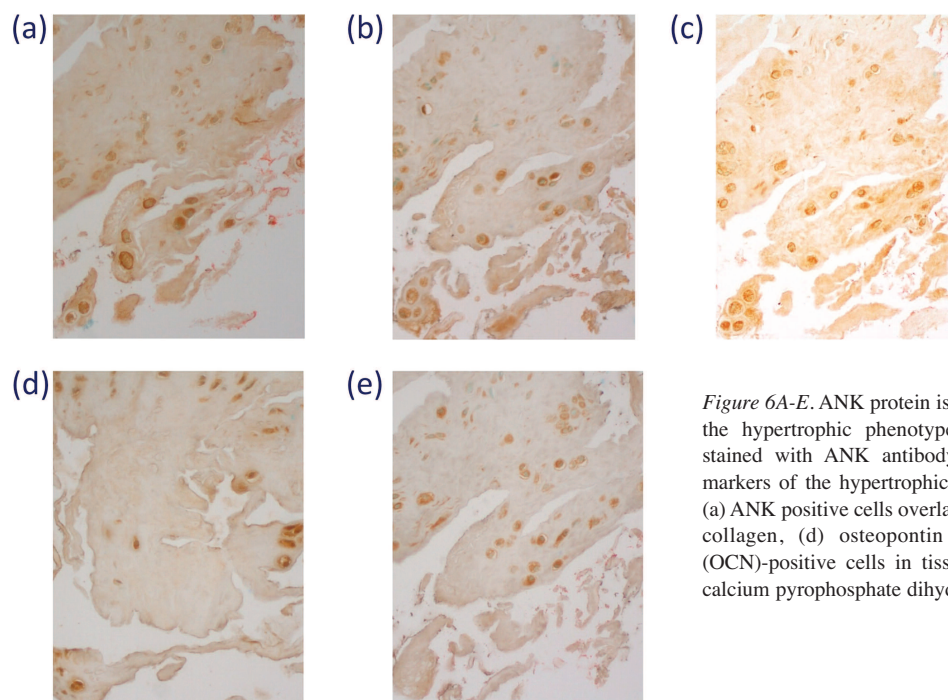 (a)
(b)
(c)
(d)
(e)
Figure 6A-E. ANK protein is
the hypertrophic phenotype
stained with ANK antibody
markers of the hypertrophic
(a) ANK positive cells overla
collagen, (d) osteopontin
(OCN)-positive cells in tiss
calcium pyrophosphate dihyd